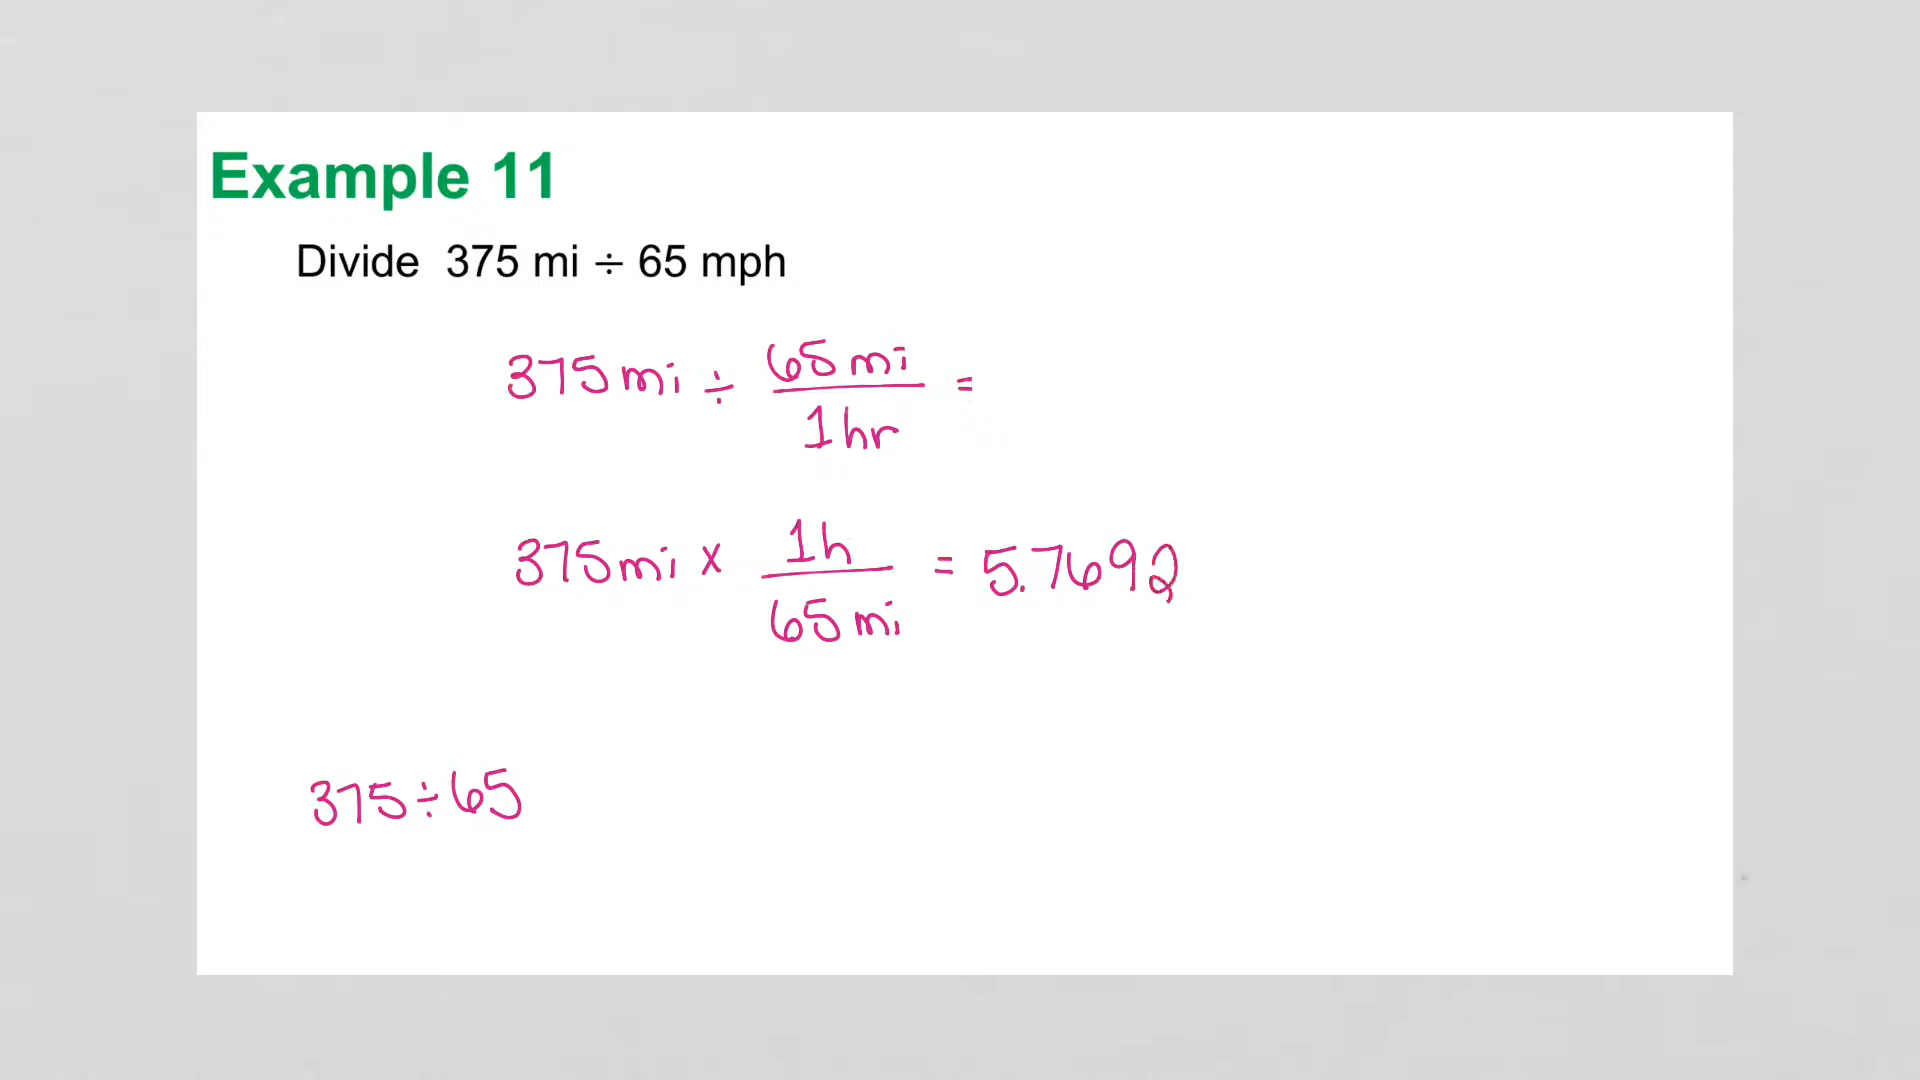 Example 11
Divide 375 mi ÷ 65 mph
375 mi ÷ 65 mi / 1 hr =
375 mi × 1h / 65 mi = 5.7692
375 ÷ 65